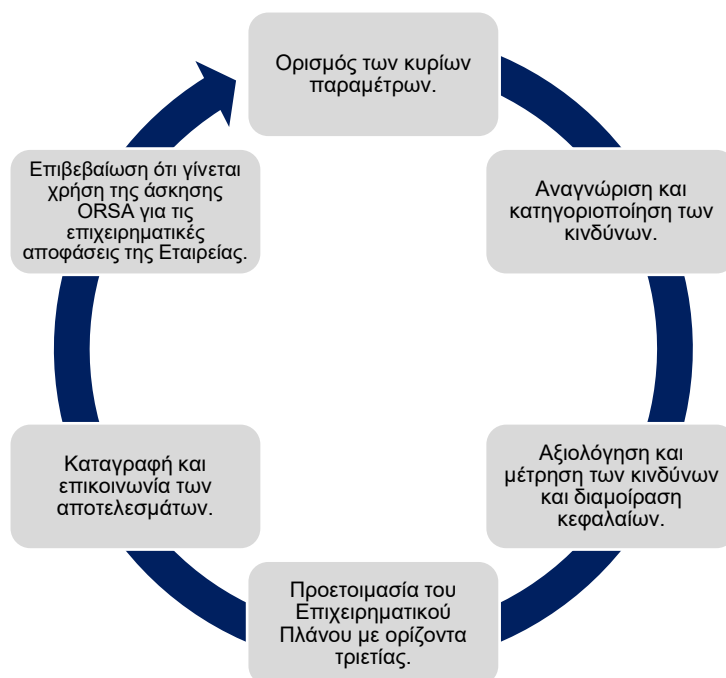 Ορισμός των κυρίων
παραμέτρων.
Αναγνώριση και
κατηγοριοποίηση των
κινδύνων.
Αξιολόγηση και
μέτρηση των κινδύνων
και διαμοίραση
κεφαλαίων.
Προετοιμασία του
Επιχειρηματικού
Πλάνου με ορίζοντα
τριετίας.
Καταγραφή και
επικοινωνία των
αποτελεσμάτων.
Επιβεβαίωση ότι γίνεται
χρήση της άσκησης
ORSA για τις
επιχειρηματικές
αποφάσεις της Εταιρείας.